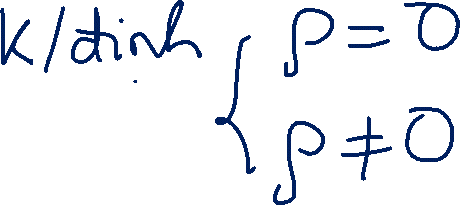 k/định { ρ = 0
ρ ≠ 0